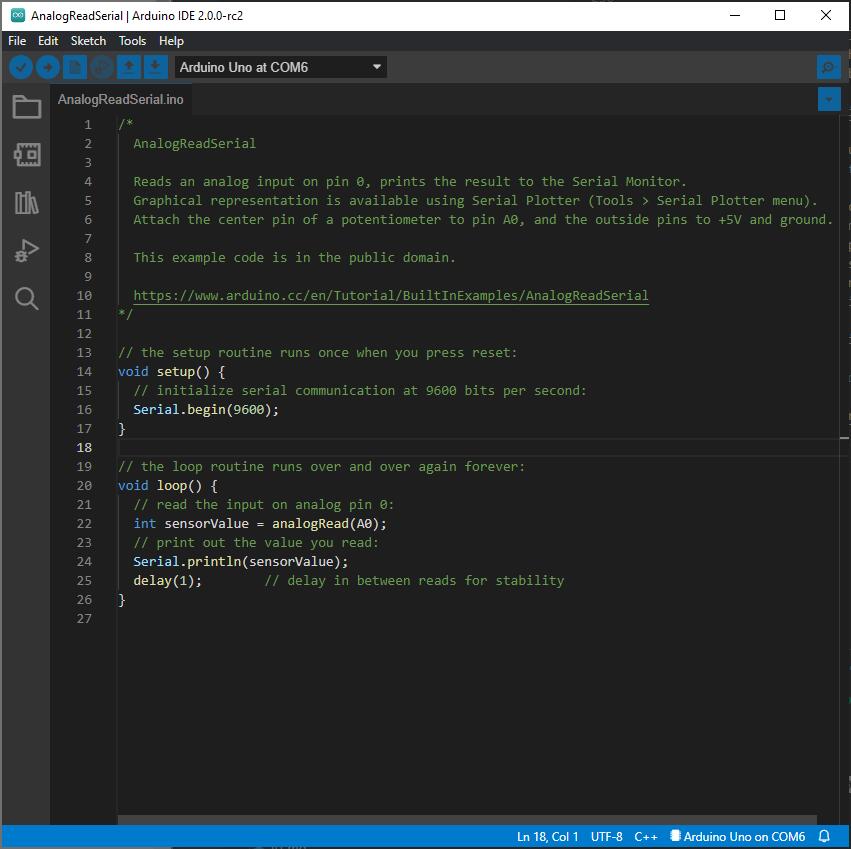 AnalogReadSerial | Arduino IDE 2.0.0-rc2
File Edit Sketch Tools Help
Arduino Uno at COM6
AnalogReadSerial.ino
1 /*
2   AnalogReadSerial
3
4   Reads an analog input on pin 0, prints the result to the Serial Monitor.
5   Graphical representation is available using Serial Plotter (Tools > Serial Plotter menu).
6   Attach the center pin of a potentiometer to pin A0, and the outside pins to +5V and ground.
7
8   This example code is in the public domain.
9
10   https://www.arduino.cc/en/Tutorial/BuiltInExamples/AnalogReadSerial
11 */
12
13 // the setup routine runs once when you press reset:
14 void setup() {
15   // initialize serial communication at 9600 bits per second:
16   Serial.begin(9600);
17 }
18
19 // the loop routine runs over and over again forever:
20 void loop() {
21   // read the input on analog pin 0:
22   int sensorValue = analogRead(A0);
23   // print out the value you read:
24   Serial.println(sensorValue);
25   delay(1);        // delay in between reads for stability
26 }
27
Ln 18, Col 1 UTF-8 C++ Arduino Uno on COM6